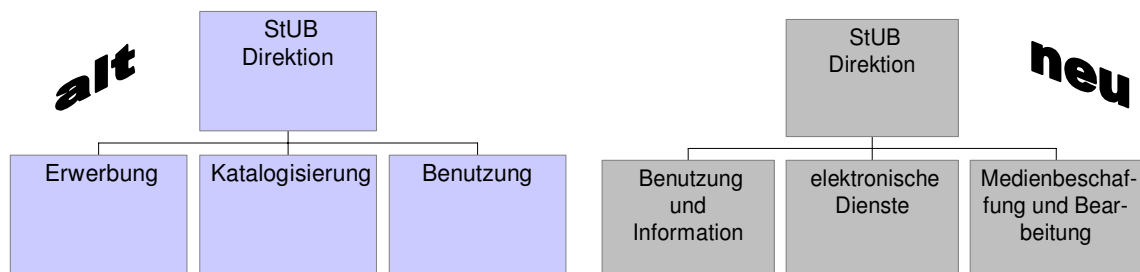 alt
StUB
Direktion
Erwerbung
Katalogisierung
Benutzung
neu
StUB
Direktion
Benutzung
und
Information
elektronische
Dienste
Medienbeschaf-
fung und Bear-
beitung